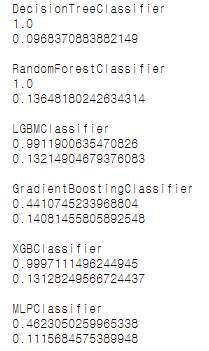 DecisionTreeClassifier
1.0
0.0968370883882149
RandomForestClassifier
1.0
0.13648180242634314
LGBMClassifier
0.9911900635470826
0.13214904679376083
GradientBoostingClassifier
0.4410745233968804
0.14081455805892548
XGBClassifier
0.9997111496244945
0.13128249566724437
MLPClassifier
0.4623050259965338
0.1115684575389948